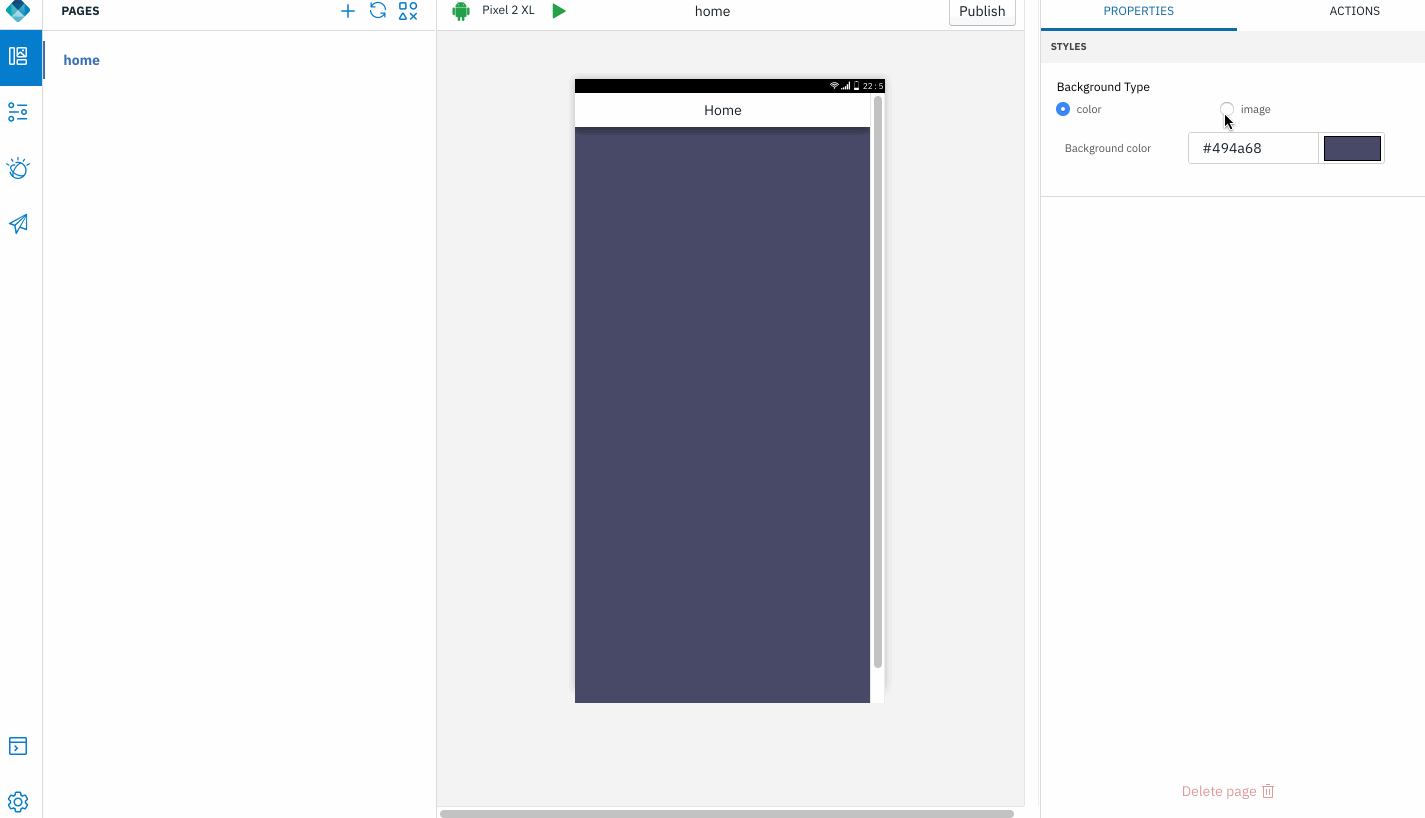 PAGES
home
Pixel 2 XL
home
Publish
22:5
Home
PROPERTIES
ACTIONS
STYLES
Background Type
color
image
Background color
#494a68
Delete page